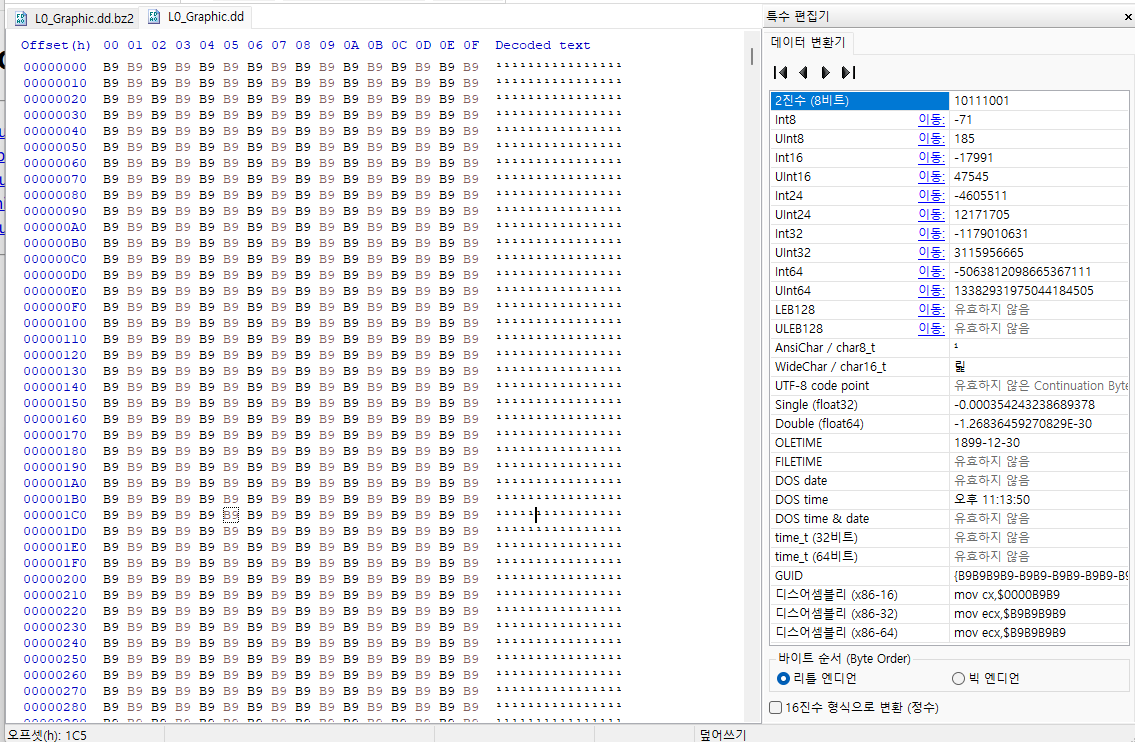 L0_Graphic.dd.bz2 L0_Graphic.dd
Offset(h) 00 01 02 03 04 05 06 07 08 09 0A 0B 0C 0D 0E 0F Decoded text
00000000 B9 B9 B9 B9 B9 B9 B9 B9 B9 B9 B9 B9 B9 B9 B9 B9 ¹¹¹¹¹¹¹¹¹¹¹¹¹¹¹¹
00000010 B9 B9 B9 B9 B9 B9 B9 B9 B9 B9 B9 B9 B9 B9 B9 B9 ¹¹¹¹¹¹¹¹¹¹¹¹¹¹¹¹
00000020 B9 B9 B9 B9 B9 B9 B9 B9 B9 B9 B9 B9 B9 B9 B9 B9 ¹¹¹¹¹¹¹¹¹¹¹¹¹¹¹¹
00000030 B9 B9 B9 B9 B9 B9 B9 B9 B9 B9 B9 B9 B9 B9 B9 B9 ¹¹¹¹¹¹¹¹¹¹¹¹¹¹¹¹
00000040 B9 B9 B9 B9 B9 B9 B9 B9 B9 B9 B9 B9 B9 B9 B9 B9 ¹¹¹¹¹¹¹¹¹¹¹¹¹¹¹¹
00000050 B9 B9 B9 B9 B9 B9 B9 B9 B9 B9 B9 B9 B9 B9 B9 B9 ¹¹¹¹¹¹¹¹¹¹¹¹¹¹¹¹
00000060 B9 B9 B9 B9 B9 B9 B9 B9 B9 B9 B9 B9 B9 B9 B9 B9 ¹¹¹¹¹¹¹¹¹¹¹¹¹¹¹¹
00000070 B9 B9 B9 B9 B9 B9 B9 B9 B9 B9 B9 B9 B9 B9 B9 B9 ¹¹¹¹¹¹¹¹¹¹¹¹¹¹¹¹
00000080 B9 B9 B9 B9 B9 B9 B9 B9 B9 B9 B9 B9 B9 B9 B9 B9 ¹¹¹¹¹¹¹¹¹¹¹¹¹¹¹¹
00000090 B9 B9 B9 B9 B9 B9 B9 B9 B9 B9 B9 B9 B9 B9 B9 B9 ¹¹¹¹¹¹¹¹¹¹¹¹¹¹¹¹
000000A0 B9 B9 B9 B9 B9 B9 B9 B9 B9 B9 B9 B9 B9 B9 B9 B9 ¹¹¹¹¹¹¹¹¹¹¹¹¹¹¹¹
000000B0 B9 B9 B9 B9 B9 B9 B9 B9 B9 B9 B9 B9 B9 B9 B9 B9 ¹¹¹¹¹¹¹¹¹¹¹¹¹¹¹¹
000000C0 B9 B9 B9 B9 B9 B9 B9 B9 B9 B9 B9 B9 B9 B9 B9 B9 ¹¹¹¹¹¹¹¹¹¹¹¹¹¹¹¹
000000D0 B9 B9 B9 B9 B9 B9 B9 B9 B9 B9 B9 B9 B9 B9 B9 B9 ¹¹¹¹¹¹¹¹¹¹¹¹¹¹¹¹
000000E0 B9 B9 B9 B9 B9 B9 B9 B9 B9 B9 B9 B9 B9 B9 B9 B9 ¹¹¹¹¹¹¹¹¹¹¹¹¹¹¹¹
000000F0 B9 B9 B9 B9 B9 B9 B9 B9 B9 B9 B9 B9 B9 B9 B9 B9 ¹¹¹¹¹¹¹¹¹¹¹¹¹¹¹¹
00000100 B9 B9 B9 B9 B9 B9 B9 B9 B9 B9 B9 B9 B9 B9 B9 B9 ¹¹¹¹¹¹¹¹¹¹¹¹¹¹¹¹
00000110 B9 B9 B9 B9 B9 B9 B9 B9 B9 B9 B9 B9 B9 B9 B9 B9 ¹¹¹¹¹¹¹¹¹¹¹¹¹¹¹¹
00000120 B9 B9 B9 B9 B9 B9 B9 B9 B9 B9 B9 B9 B9 B9 B9 B9 ¹¹¹¹¹¹¹¹¹¹¹¹¹¹¹¹
00000130 B9 B9 B9 B9 B9 B9 B9 B9 B9 B9 B9 B9 B9 B9 B9 B9 ¹¹¹¹¹¹¹¹¹¹¹¹¹¹¹¹
00000140 B9 B9 B9 B9 B9 B9 B9 B9 B9 B9 B9 B9 B9 B9 B9 B9 ¹¹¹¹¹¹¹¹¹¹¹¹¹¹¹¹
00000150 B9 B9 B9 B9 B9 B9 B9 B9 B9 B9 B9 B9 B9 B9 B9 B9 ¹¹¹¹¹¹¹¹¹¹¹¹¹¹¹¹
00000160 B9 B9 B9 B9 B9 B9 B9 B9 B9 B9 B9 B9 B9 B9 B9 B9 ¹¹¹¹¹¹¹¹¹¹¹¹¹¹¹¹
00000170 B9 B9 B9 B9 B9 B9 B9 B9 B9 B9 B9 B9 B9 B9 B9 B9 ¹¹¹¹¹¹¹¹¹¹¹¹¹¹¹¹
00000180 B9 B9 B9 B9 B9 B9 B9 B9 B9 B9 B9 B9 B9 B9 B9 B9 ¹¹¹¹¹¹¹¹¹¹¹¹¹¹¹¹
00000190 B9 B9 B9 B9 B9 B9 B9 B9 B9 B9 B9 B9 B9 B9 B9 B9 ¹¹¹¹¹¹¹¹¹¹¹¹¹¹¹¹
000001A0 B9 B9 B9 B9 B9 B9 B9 B9 B9 B9 B9 B9 B9 B9 B9 B9 ¹¹¹¹¹¹¹¹¹¹¹¹¹¹¹¹
000001B0 B9 B9 B9 B9 B9 B9 B9 B9 B9 B9 B9 B9 B9 B9 B9 B9 ¹¹¹¹¹¹¹¹¹¹¹¹¹¹¹¹
000001C0 B9 B9 B9 B9 B9 B9 B9 B9 B9 B9 B9 B9 B9 B9 B9 B9 ¹¹¹¹¹¹¹¹¹¹¹¹¹¹¹¹
000001D0 B9 B9 B9 B9 B9 B9 B9 B9 B9 B9 B9 B9 B9 B9 B9 B9 ¹¹¹¹¹¹¹¹¹¹¹¹¹¹¹¹
000001E0 B9 B9 B9 B9 B9 B9 B9 B9 B9 B9 B9 B9 B9 B9 B9 B9 ¹¹¹¹¹¹¹¹¹¹¹¹¹¹¹¹
000001F0 B9 B9 B9 B9 B9 B9 B9 B9 B9 B9 B9 B9 B9 B9 B9 B9 ¹¹¹¹¹¹¹¹¹¹¹¹¹¹¹¹
00000200 B9 B9 B9 B9 B9 B9 B9 B9 B9 B9 B9 B9 B9 B9 B9 B9 ¹¹¹¹¹¹¹¹¹¹¹¹¹¹¹¹
00000210 B9 B9 B9 B9 B9 B9 B9 B9 B9 B9 B9 B9 B9 B9 B9 B9 ¹¹¹¹¹¹¹¹¹¹¹¹¹¹¹¹
00000220 B9 B9 B9 B9 B9 B9 B9 B9 B9 B9 B9 B9 B9 B9 B9 B9 ¹¹¹¹¹¹¹¹¹¹¹¹¹¹¹¹
00000230 B9 B9 B9 B9 B9 B9 B9 B9 B9 B9 B9 B9 B9 B9 B9 B9 ¹¹¹¹¹¹¹¹¹¹¹¹¹¹¹¹
00000240 B9 B9 B9 B9 B9 B9 B9 B9 B9 B9 B9 B9 B9 B9 B9 B9 ¹¹¹¹¹¹¹¹¹¹¹¹¹¹¹¹
00000250 B9 B9 B9 B9 B9 B9 B9 B9 B9 B9 B9 B9 B9 B9 B9 B9 ¹¹¹¹¹¹¹¹¹¹¹¹¹¹¹¹
00000260 B9 B9 B9 B9 B9 B9 B9 B9 B9 B9 B9 B9 B9 B9 B9 B9 ¹¹¹¹¹¹¹¹¹¹¹¹¹¹¹¹
00000270 B9 B9 B9 B9 B9 B9 B9 B9 B9 B9 B9 B9 B9 B9 B9 B9 ¹¹¹¹¹¹¹¹¹¹¹¹¹¹¹¹
00000280 B9 B9 B9 B9 B9 B9 B9 B9 B9 B9 B9 B9 B9 B9 B9 B9 ¹¹¹¹¹¹¹¹¹¹¹¹¹¹¹¹
오프셋(h): 1C5 덮어쓰기
특수 편집기
데이터 변환기
2진수 (8비트) 10111001
Int8 이동: -71
UInt8 이동: 185
Int16 이동: -17991
UInt16 이동: 47545
Int24 이동: -4605511
UInt24 이동: 12171705
Int32 이동: -1179010631
UInt32 이동: 3115956665
Int64 이동: -5063812098665367111
UInt64 이동: 13382931975044184505
LEB128 이동: 유효하지 않음
ULEB128 이동: 유효하지 않음
AnsiChar / char8_t ¹
WideChar / char16_t 릹
UTF-8 code point 유효하지 않은 Continuation Byte
Single (float32) -0.000354243238689378
Double (float64) -1.26836459270829E-30
OLETIME 1899-12-30
FILETIME 유효하지 않음
DOS date 유효하지 않음
DOS time 오후 11:13:50
DOS time & date 유효하지 않음
time_t (32비트) 유효하지 않음
time_t (64비트) 유효하지 않음
GUID {B9B9B9B9-B9B9-B9B9-B9B9-B9
디스어셈블리 (x86-16) mov cx,$0000B9B9
디스어셈블리 (x86-32) mov ecx,$B9B9B9B9
디스어셈블리 (x86-64) mov ecx,$B9B9B9B9
바이트 순서 (Byte Order)
리틀 엔디언 빅 엔디언
16진수 형식으로 변환 (정수)